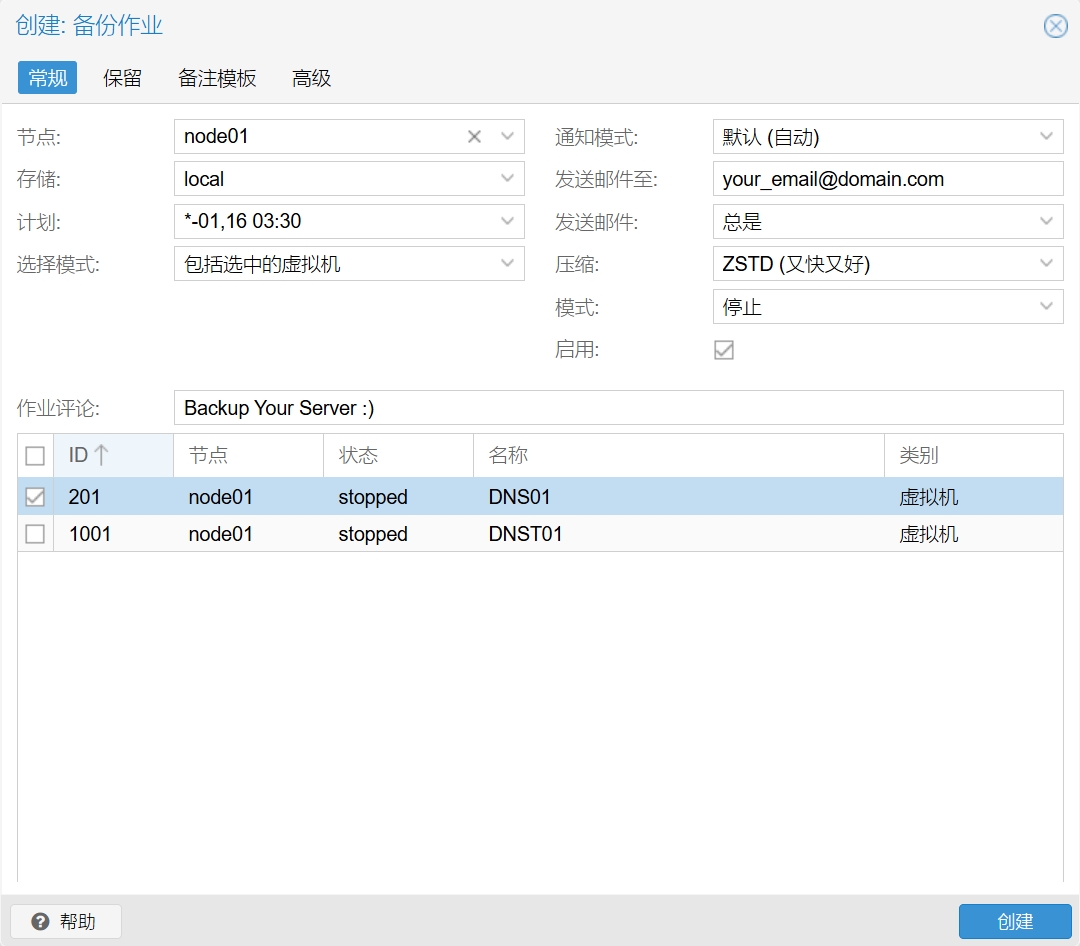 创建: 备份作业
常规 保留 备注模板 高级
节点: node01 通知模式: 默认 (自动)
存储: local 发送邮件至: your_email@domain.com
计划: *-01,16 03:30 发送邮件: 总是
选择模式: 包括选中的虚拟机 压缩: ZSTD (又快又好)
模式: 停止
启用:
作业评论: Backup Your Server :)
ID 节点 状态 名称 类别
201 node01 stopped DNS01 虚拟机
1001 node01 stopped DNST01 虚拟机
帮助 创建